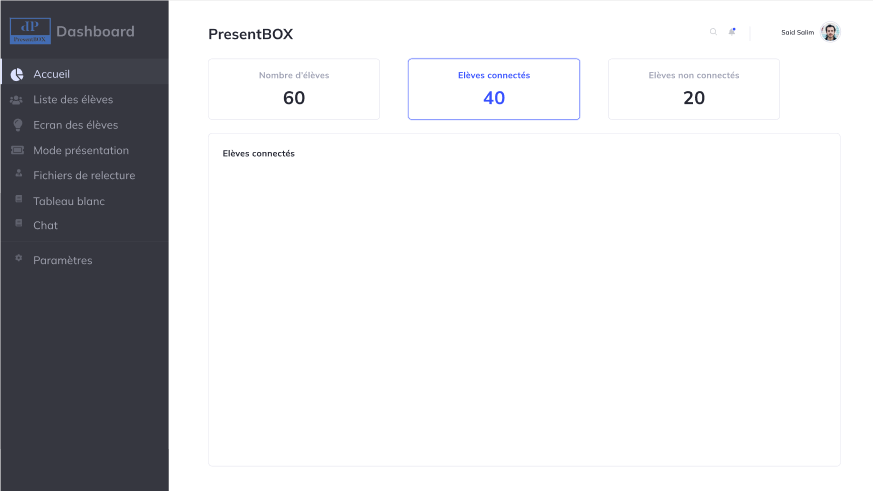 dP
PresentBOX
Dashboard
Accueil
Liste des élèves
Ecran des élèves
Mode présentation
Fichiers de relecture
Tableau blanc
Chat
Paramètres
PresentBOX
Said Salim
Nombre d'élèves
60
Elèves connectés
40
Elèves non connectés
20
Elèves connectés